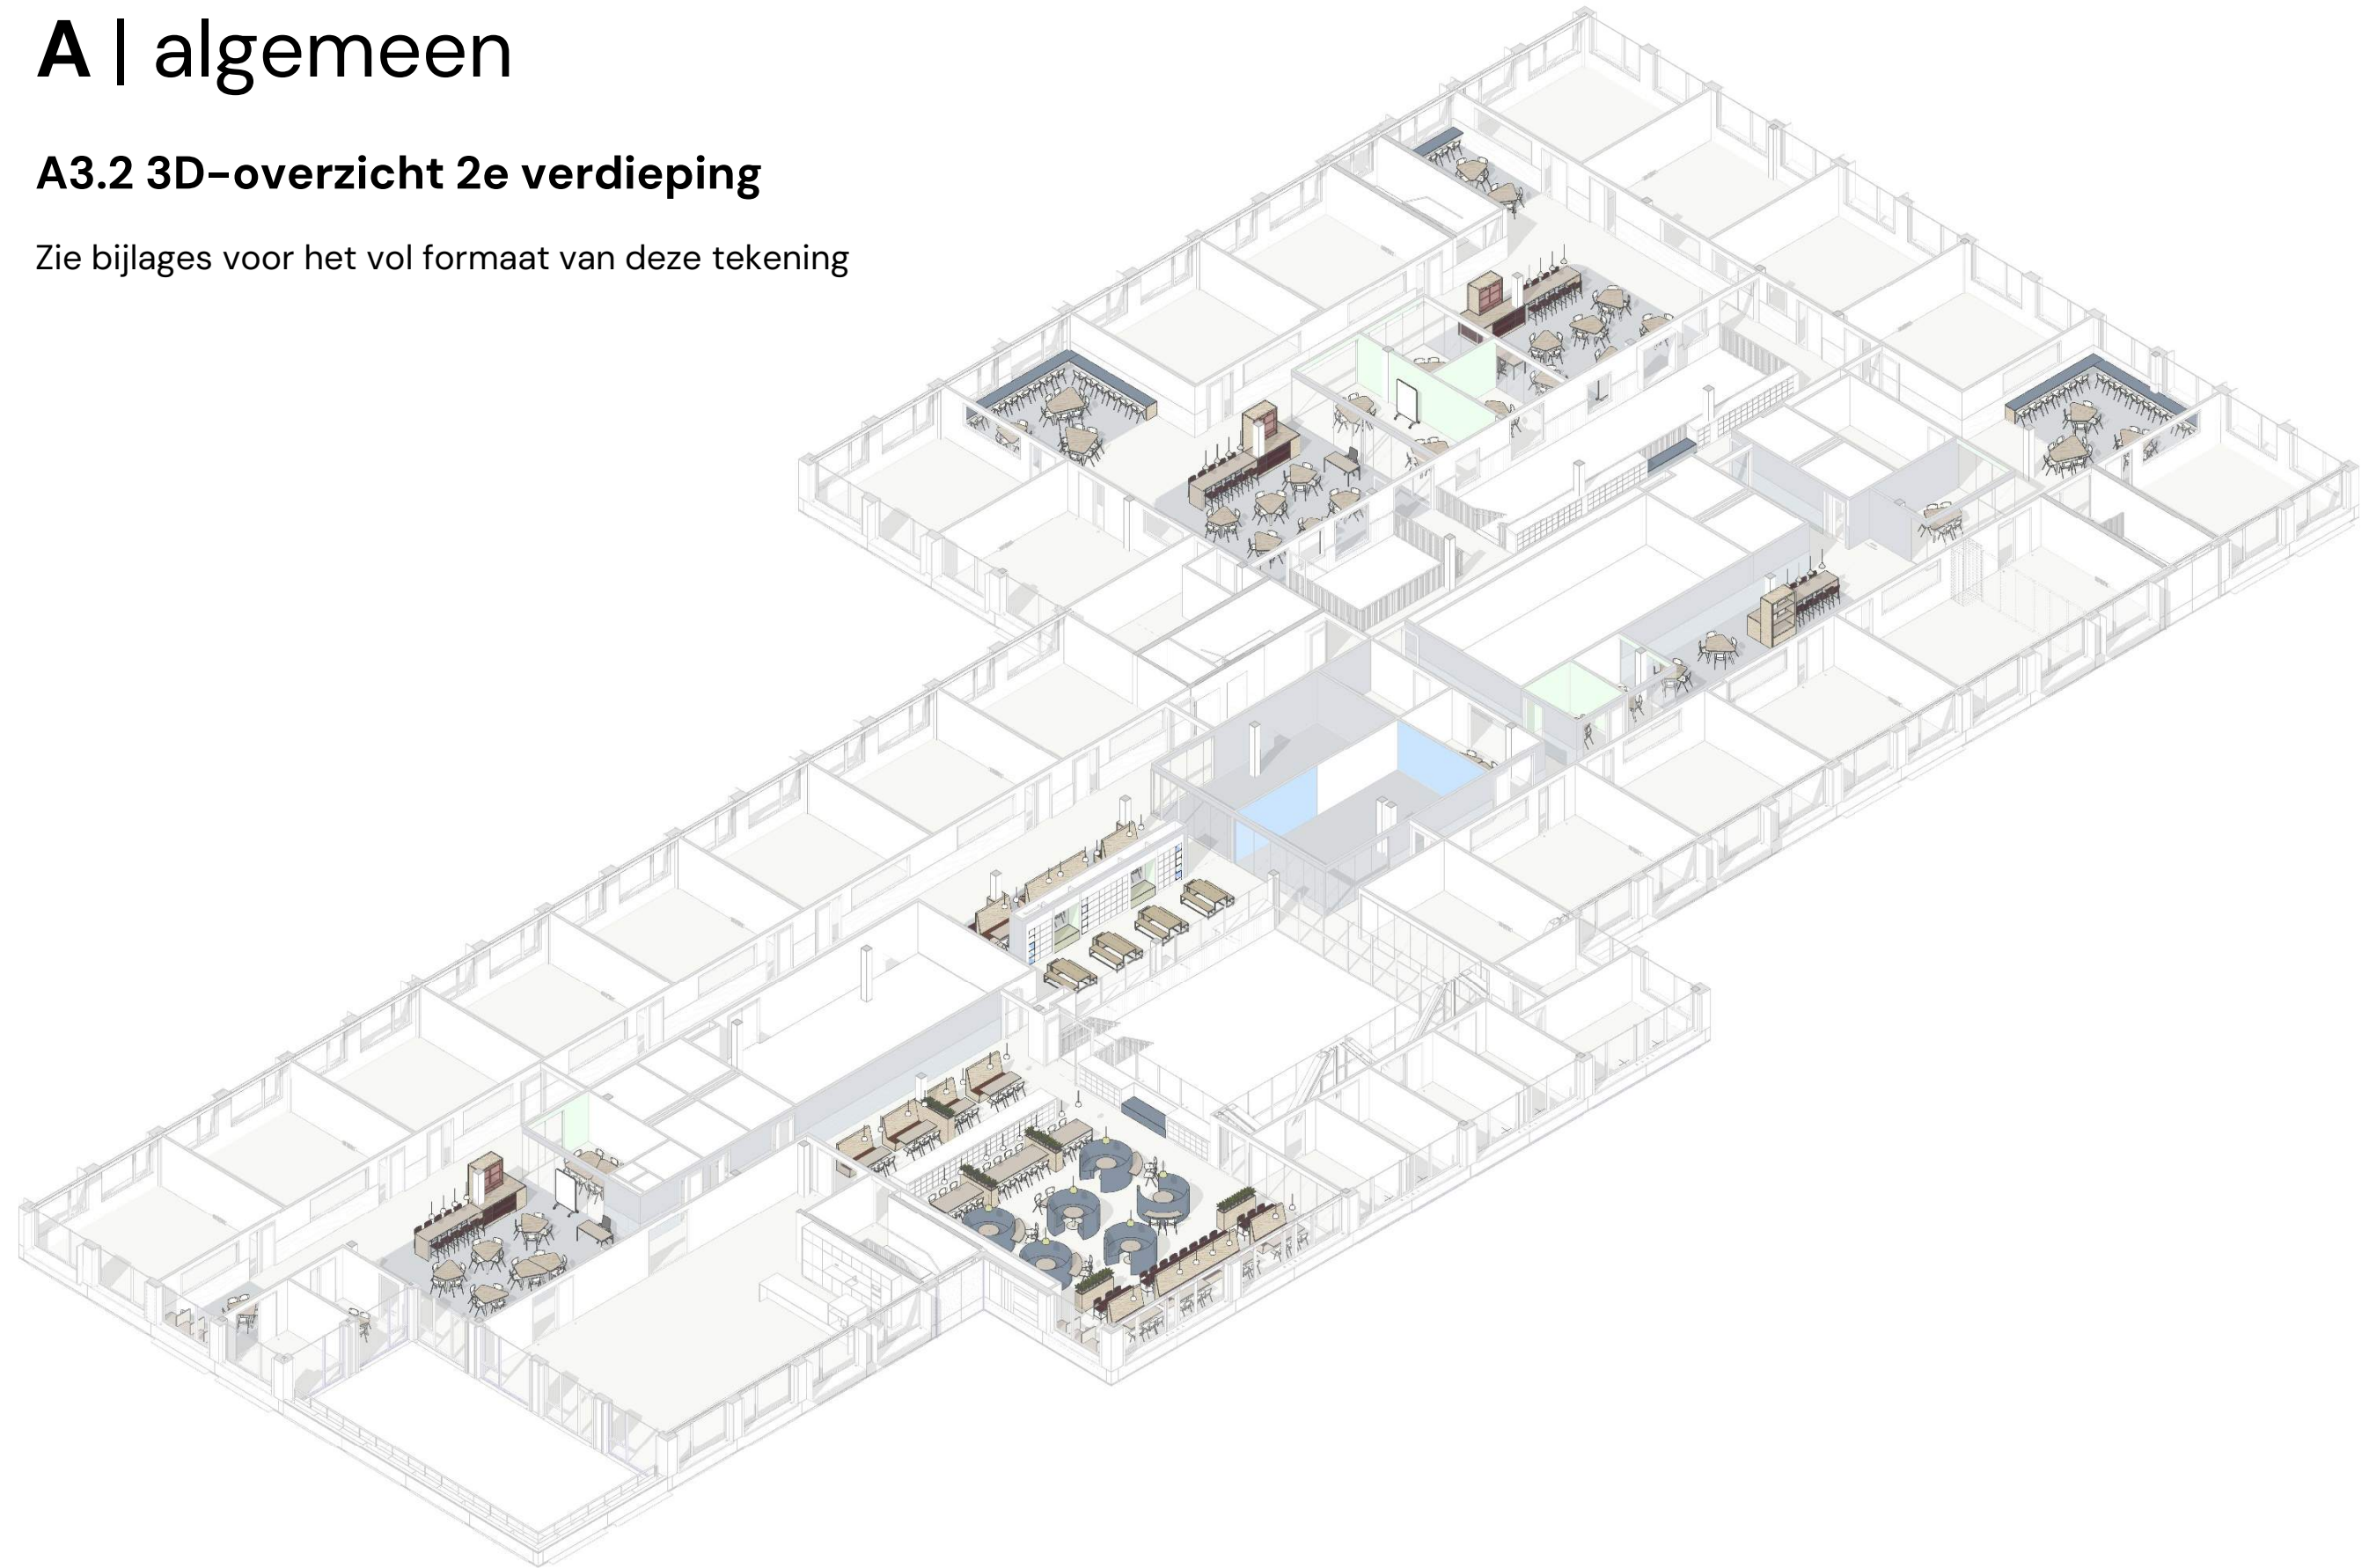 A | algemeen
A3.2 3D-overzicht 2e verdieping
Zie bijlages voor het vol formaat van deze tekening